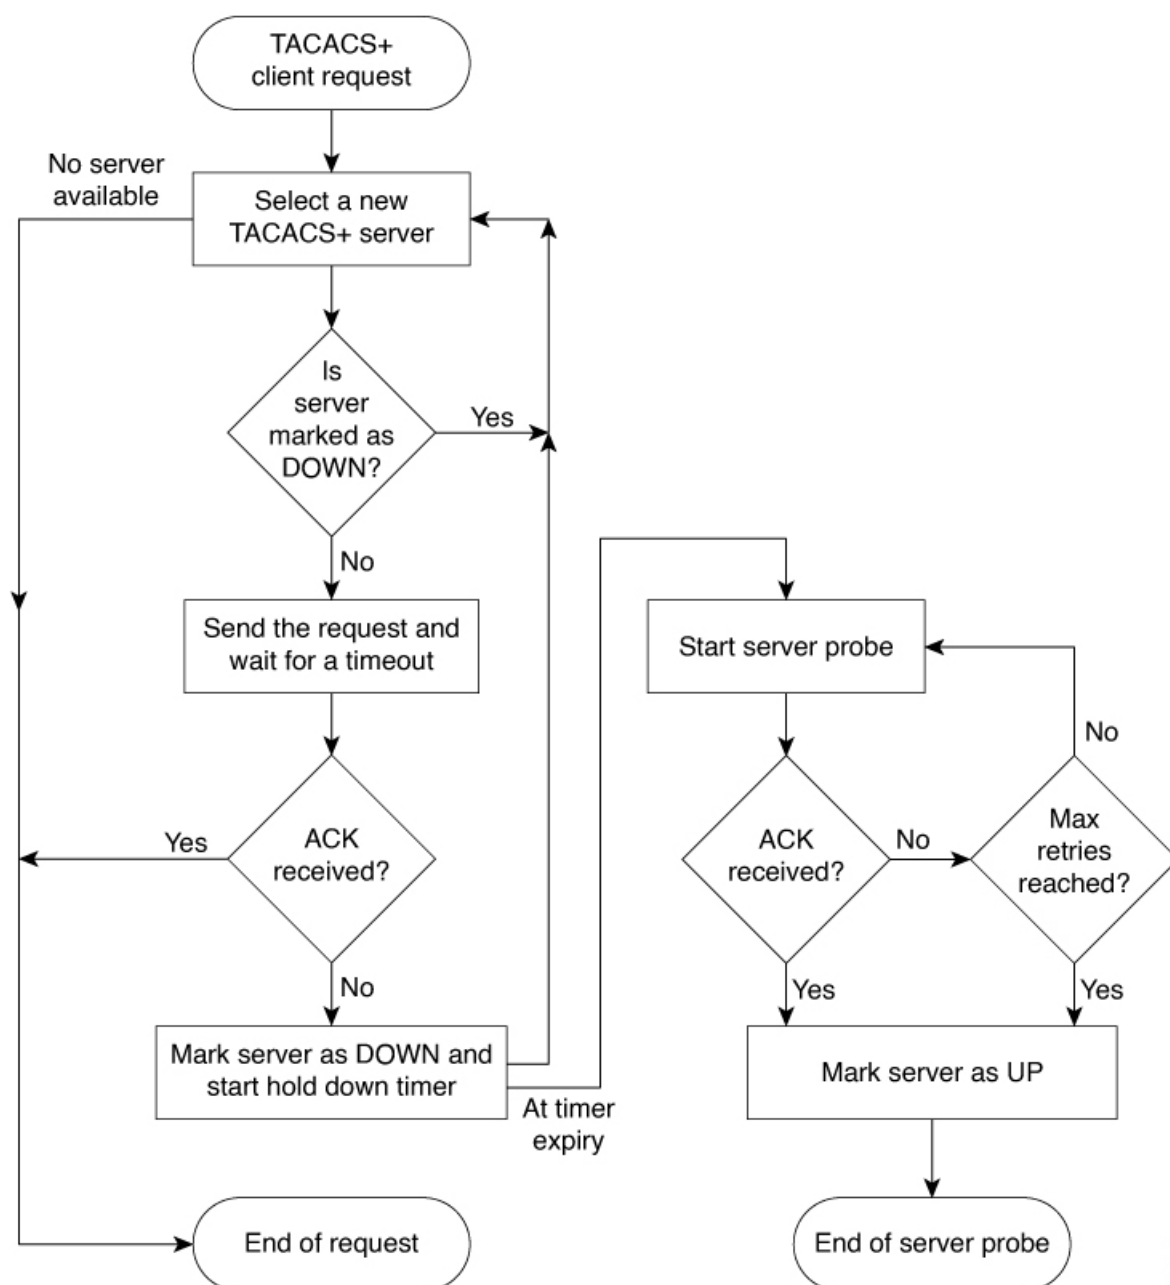 TACACS+
client request
No server
available
Select a new
TACACS+ server
Is
server
marked as
DOWN?
Yes
No
Send the request and
wait for a timeout
Start server probe
No
Yes
ACK
received?
ACK
received?
No
Max
retries
reached?
No
Yes
Yes
Mark server as DOWN and
start hold down timer
Mark server as UP
At timer
expiry
End of request
End of server probe